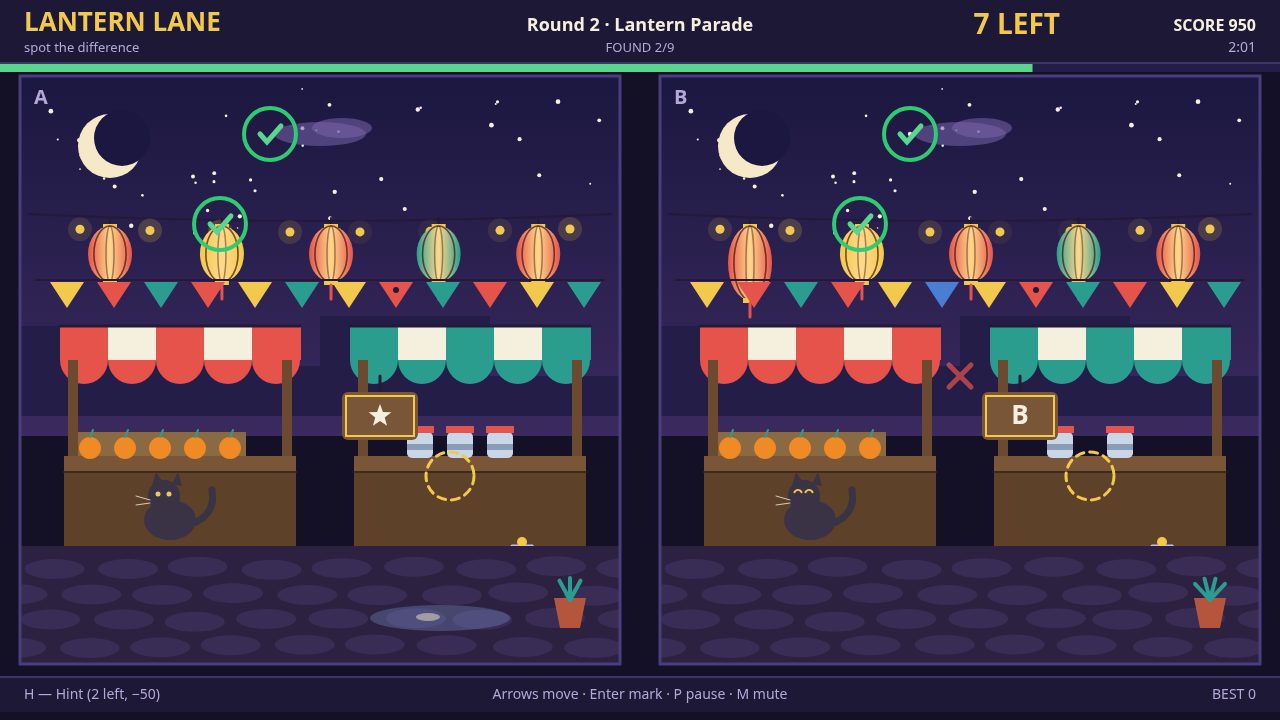 LANTERN LANE
spot the difference
Round 2 · Lantern Parade
FOUND 2/9
7 LEFT
SCORE 950
2:01
A
B
B
H — Hint (2 left, −50)
Arrows move · Enter mark · P pause · M mute
BEST 0